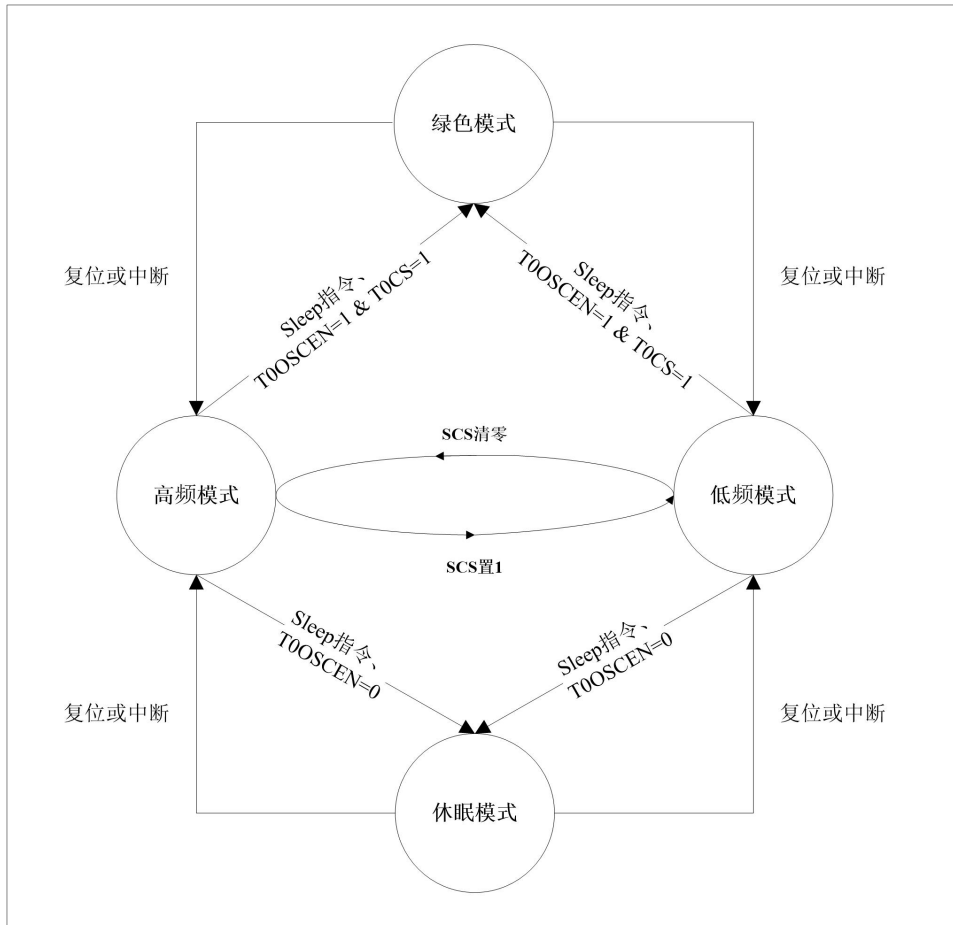 绿色模式
复位或中断
Sleep指令、
T0OSCEN=1 & T0CS=1
Sleep指令、
T0OSCEN=1 & T0CS=1
复位或中断
SCS清零
高频模式
低频模式
SCS置1
Sleep指令、
T0OSCEN=0
Sleep指令、
T0OSCEN=0
复位或中断
复位或中断
休眠模式